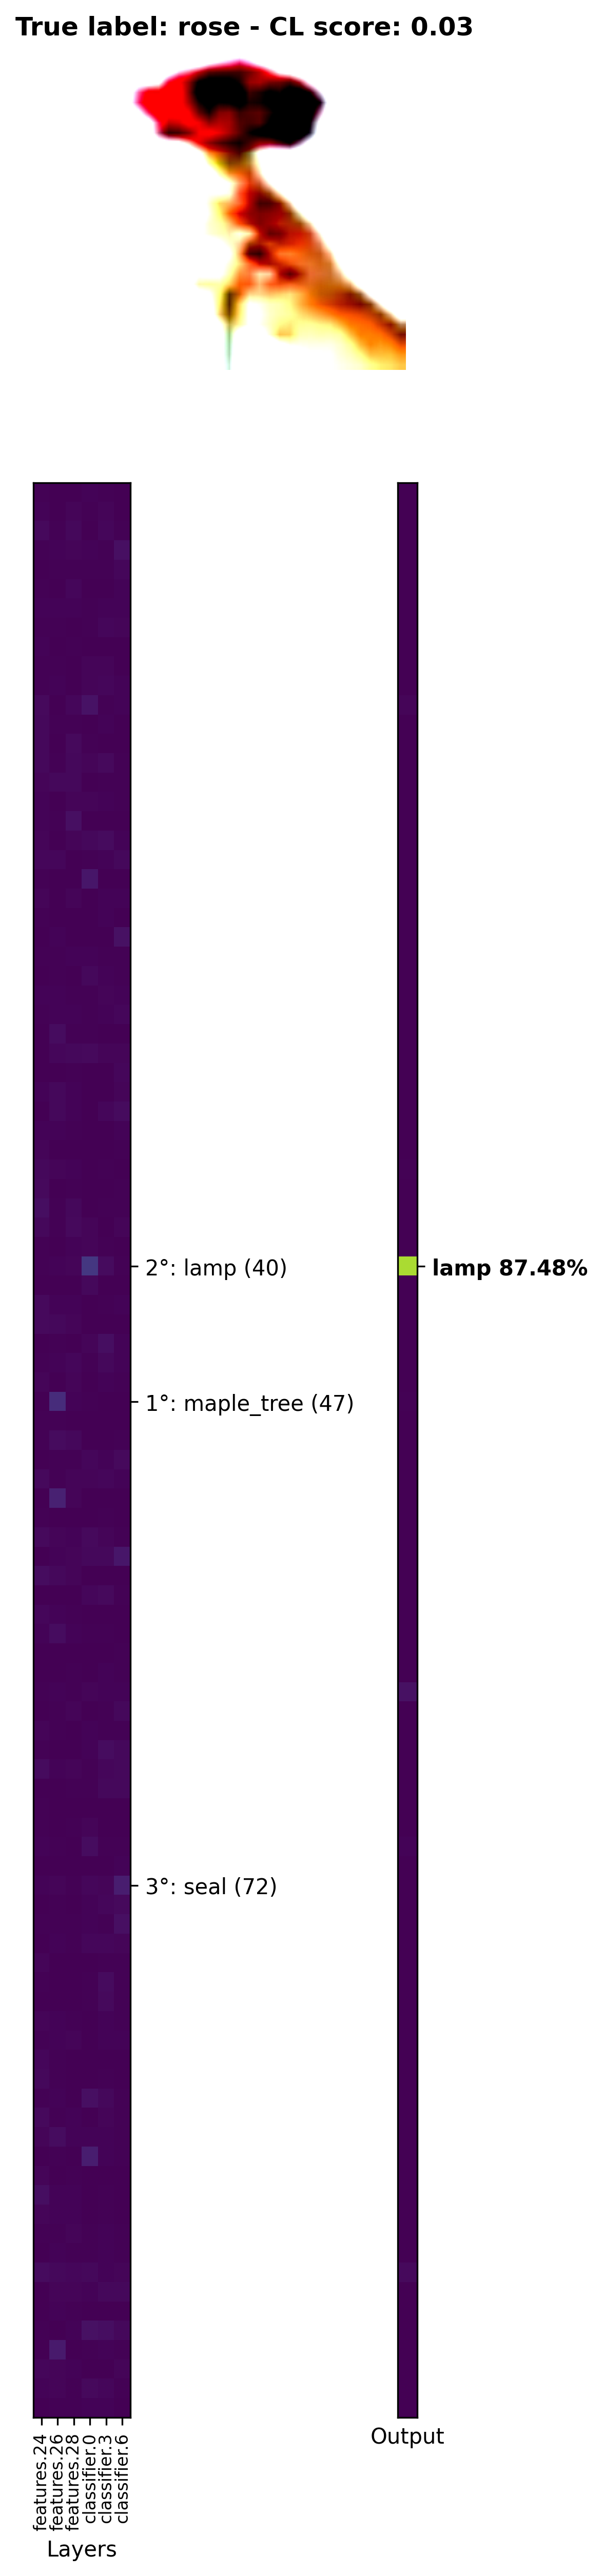 True label: rose - CL score: 0.03
2°: lamp (40)
lamp 87.48%
1°: maple_tree (47)
3°: seal (72)
features.24
features.26
features.28
classifier.0
classifier.3
classifier.6
Layers
Output